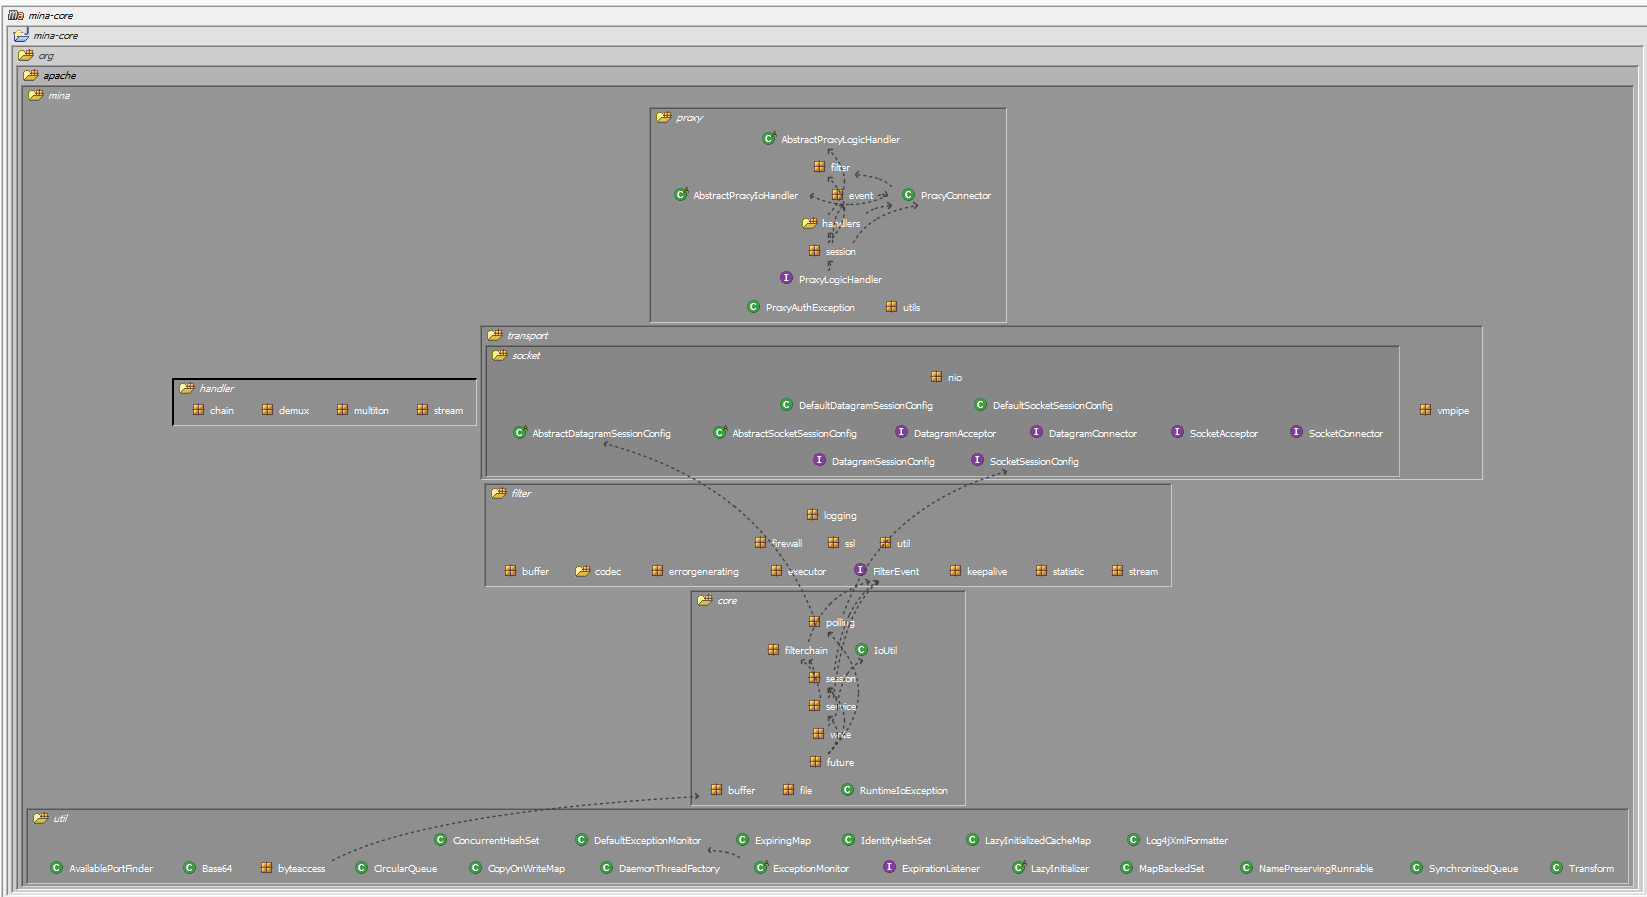 mina-core
mina-core
org
apache
mina
proxy
AbstractProxyLogicHandler
filter
AbstractProxyIoHandler event ProxyConnector
handlers
session
ProxyLogicHandler
ProxyAuthException utils
transport
socket
nio
handler
DefaultDatagramSessionConfig DefaultSocketSessionConfig
chain demux multiton stream
vmpipe
AbstractDatagramSessionConfig AbstractSocketSessionConfig DatagramAcceptor DatagramConnector SocketAcceptor SocketConnector
DatagramSessionConfig SocketSessionConfig
filter
logging
firewall ssl util
buffer codec errorgenerating executor FilterEvent keepalive statistic stream
core
polling
filterchain IoUtil
session
service
write
future
buffer file RuntimeIoException
util
ConcurrentHashSet DefaultExceptionMonitor ExpiringMap IdentityHashSet LazyInitializedCacheMap Log4jXmlFormatter
AvailablePortFinder Base64 byteaccess CircularQueue CopyOnWriteMap DaemonThreadFactory ExceptionMonitor ExpirationListener LazyInitializer MapBackedSet NamePreservingRunnable SynchronizedQueue Transform